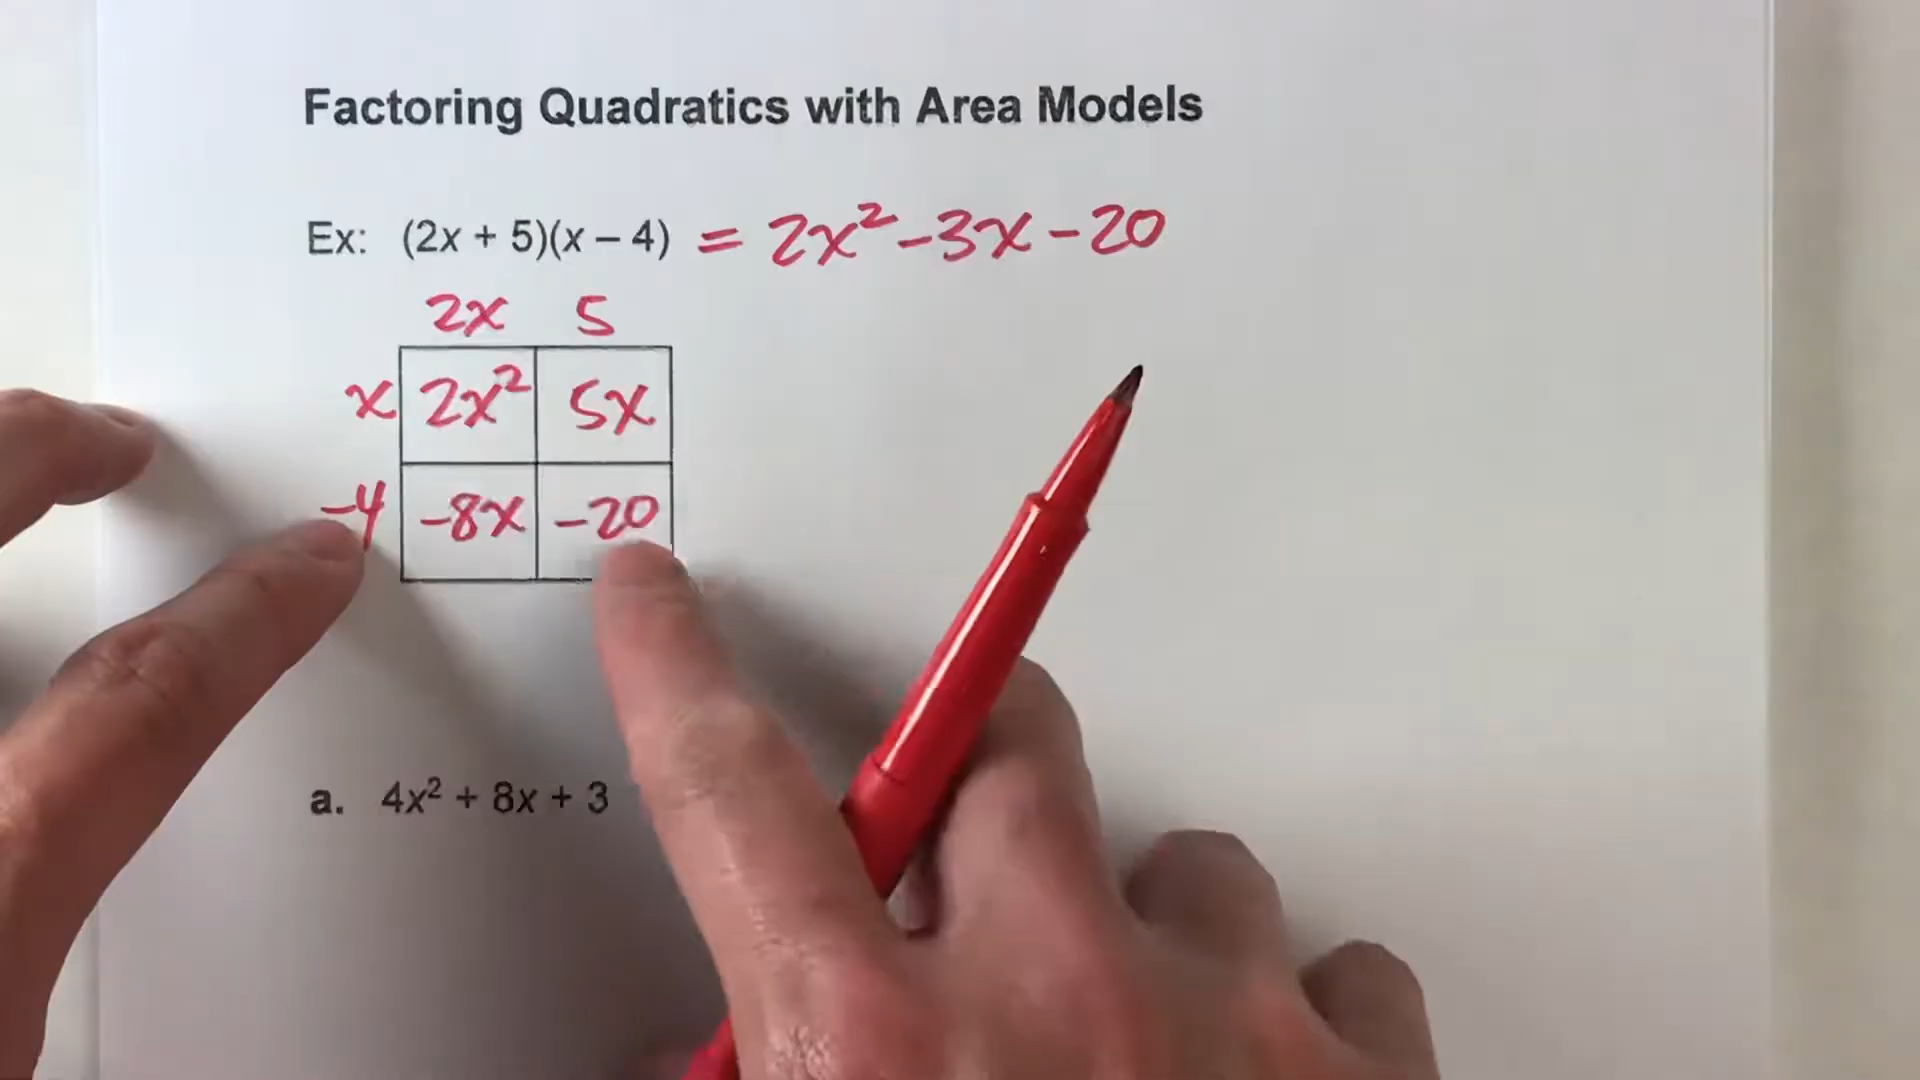 Factoring Quadratics with Area Models
Ex: (2x + 5)(x – 4) = 2x² -3x -20
2x 5
x 2x² 5x
-4 -8x -20
a. 4x² + 8x + 3